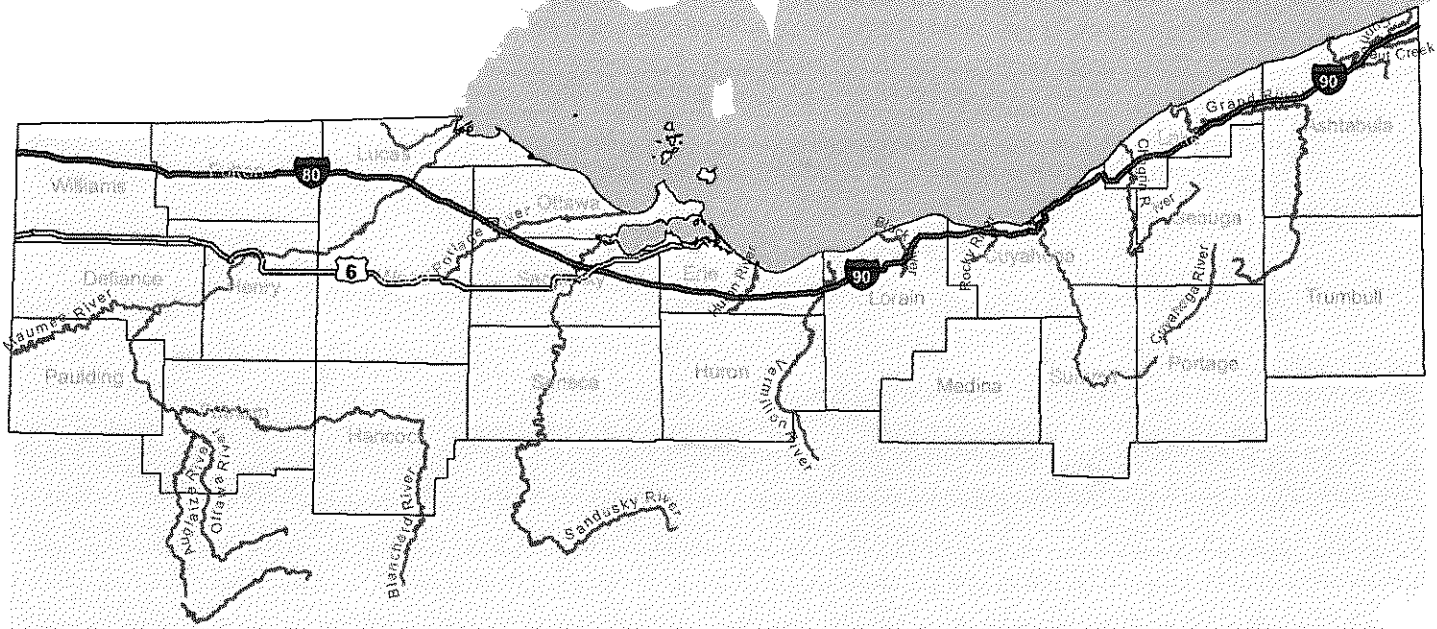 Creek
90
Grand River
Ashtabula
Lucas
Lake
Fulton
80
Chagrin R
Williams
Ottawa
River
Geauga
Portage River
Black River
Rocky River
Cuyahoga
6
Defiance
Henry
Wood
Sandusky
Erie
Huron River
90
Lorain
Cuyahoga River
Trumbull
Maumee River
Paulding
Seneca
Huron
Vermilion River
Medina
Summit
Portage
Putnam
Hancock
Auglaize River
Ottawa River
Blanchard River
Sandusky River